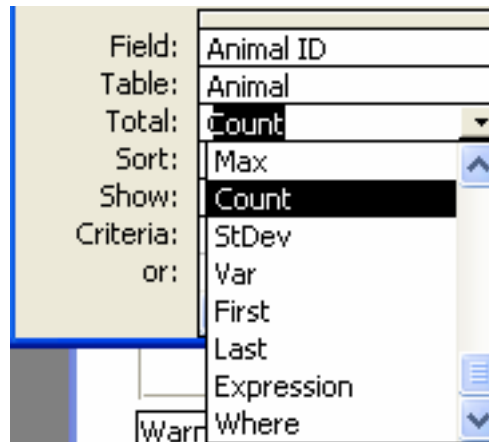 Field: Animal ID
Table: Animal
Total: Count
Sort: Max
Show: Count
Criteria: StDev
or: Var
First
Last
Expression
Where